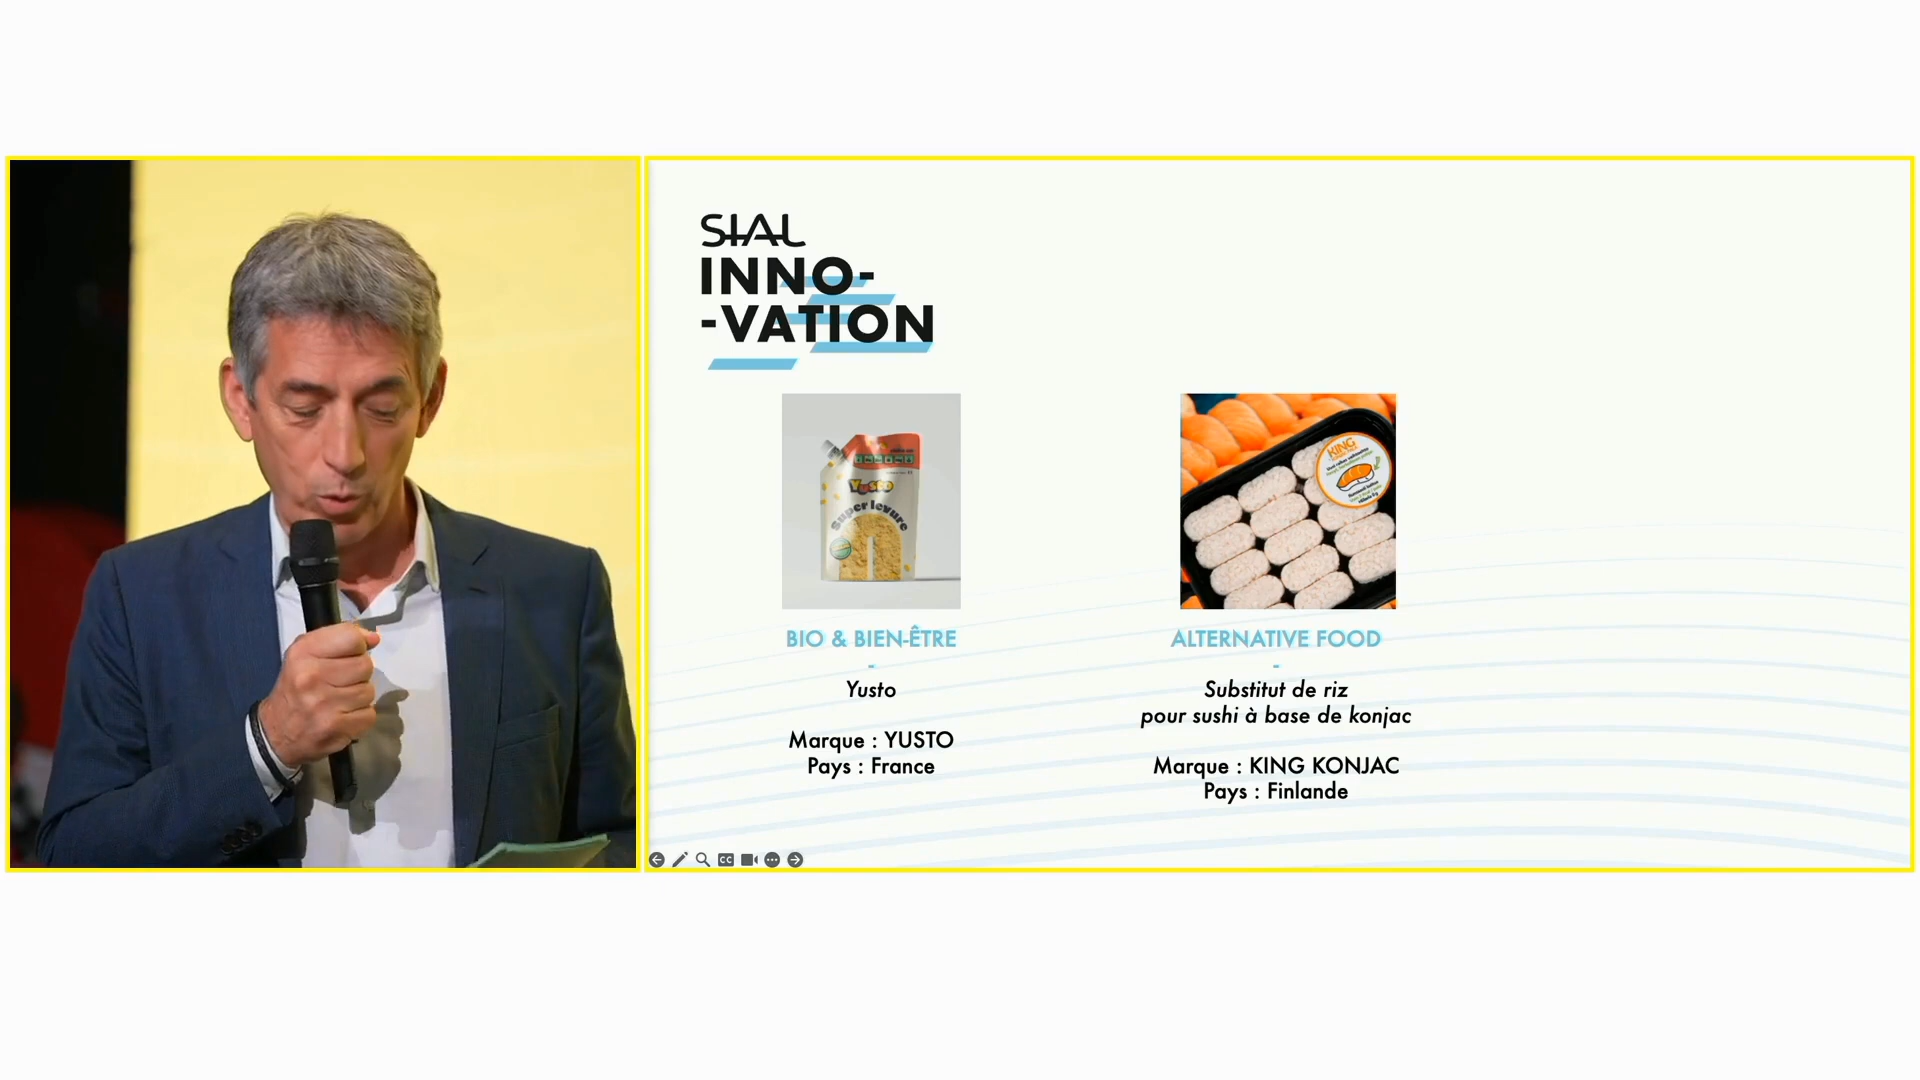 SIAL
INNO-
-VATION
Yusto
Super levure
KING
BIO & BIEN-ÊTRE
-
Yusto
Marque : YUSTO
Pays : France
ALTERNATIVE FOOD
-
Substitut de riz
pour sushi à base de konjac
Marque : KING KONJAC
Pays : Finlande
CC